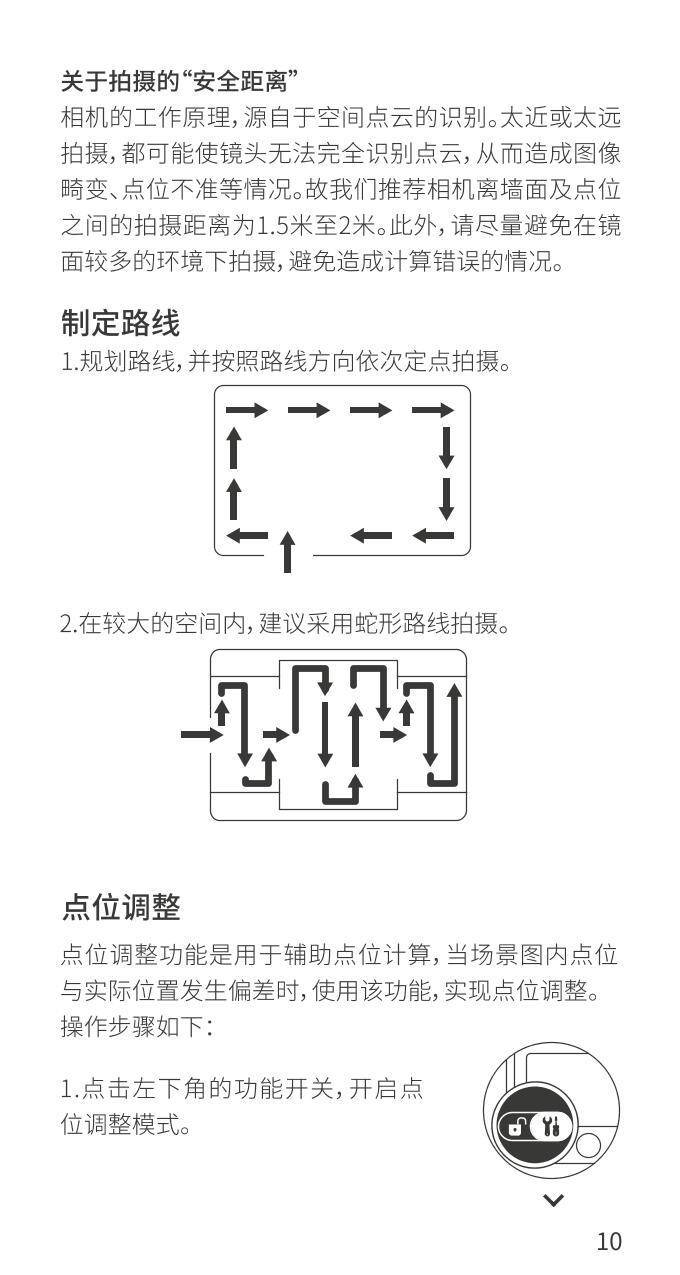 关于拍摄的“安全距离”
相机的工作原理，源自于空间点云的识别。太近或太远
拍摄，都可能使镜头无法完全识别点云，从而造成图像
畸变、点位不准等情况。故我们推荐相机离墙面及点位
之间的拍摄距离为1.5米至2米。此外，请尽量避免在镜
面较多的环境下拍摄，避免造成计算错误的情况。
制定路线
1.规划路线，并按照路线方向依次定点拍摄。
2.在较大的空间内，建议采用蛇形路线拍摄。
点位调整
点位调整功能是用于辅助点位计算，当场景图内点位
与实际位置发生偏差时，使用该功能，实现点位调整。
操作步骤如下：
1.点击左下角的功能开关，开启点
位调整模式。
10